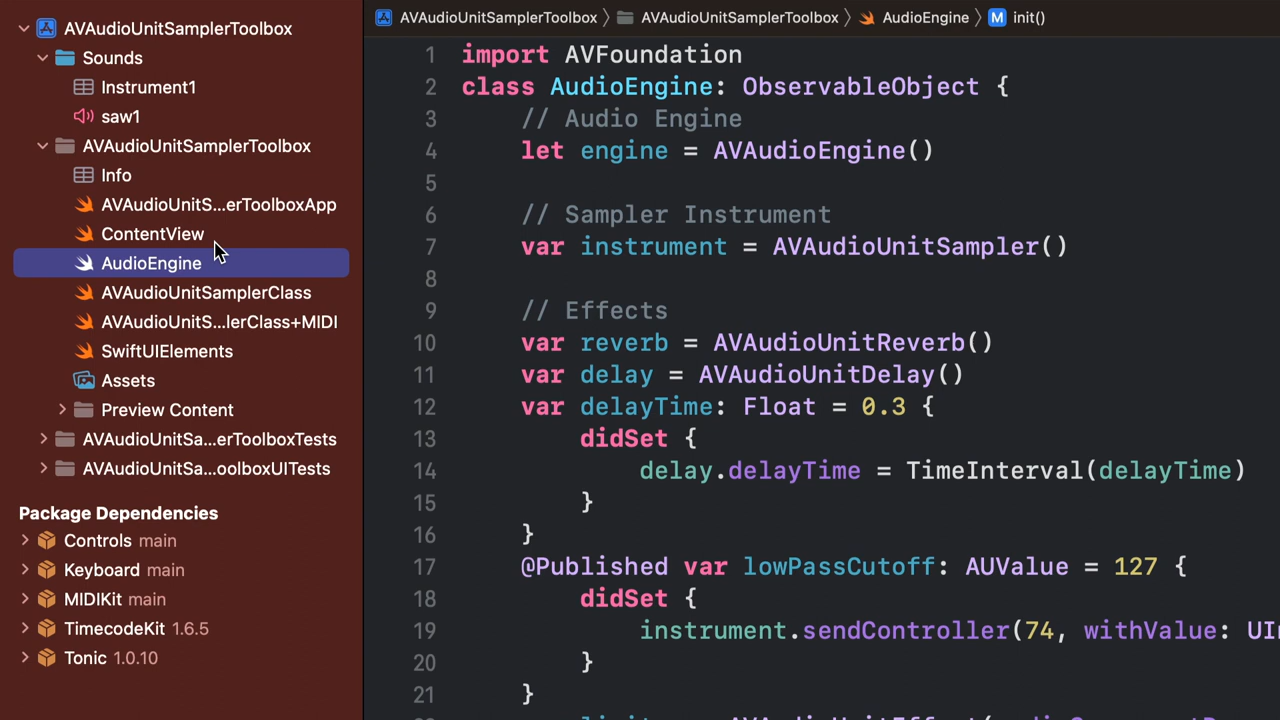 AVAudioUnitSamplerToolbox
Sounds
Instrument1
saw1
AVAudioUnitSamplerToolbox
Info
AVAudioUnitS...erToolboxApp
ContentView
AudioEngine
AVAudioUnitSamplerClass
AVAudioUnitS...lerClass+MIDI
SwiftUIElements
Assets
Preview Content
AVAudioUnitSa...erToolboxTests
AVAudioUnitSa...oolboxUITests
Package Dependencies
Controls main
Keyboard main
MIDIKit main
TimecodeKit 1.6.5
Tonic 1.0.10
AVAudioUnitSamplerToolbox 〉 AVAudioUnitSamplerToolbox 〉 AudioEngine 〉 M init()
1 import AVFoundation
2 class AudioEngine: ObservableObject {
3 // Audio Engine
4 let engine = AVAudioEngine()
5
6 // Sampler Instrument
7 var instrument = AVAudioUnitSampler()
8
9 // Effects
10 var reverb = AVAudioUnitReverb()
11 var delay = AVAudioUnitDelay()
12 var delayTime: Float = 0.3 {
13 didSet {
14 delay.delayTime = TimeInterval(delayTime)
15 }
16 }
17 @Published var lowPassCutoff: AUValue = 127 {
18 didSet {
19 instrument.sendController(74, withValue: UI
20 }
21 }